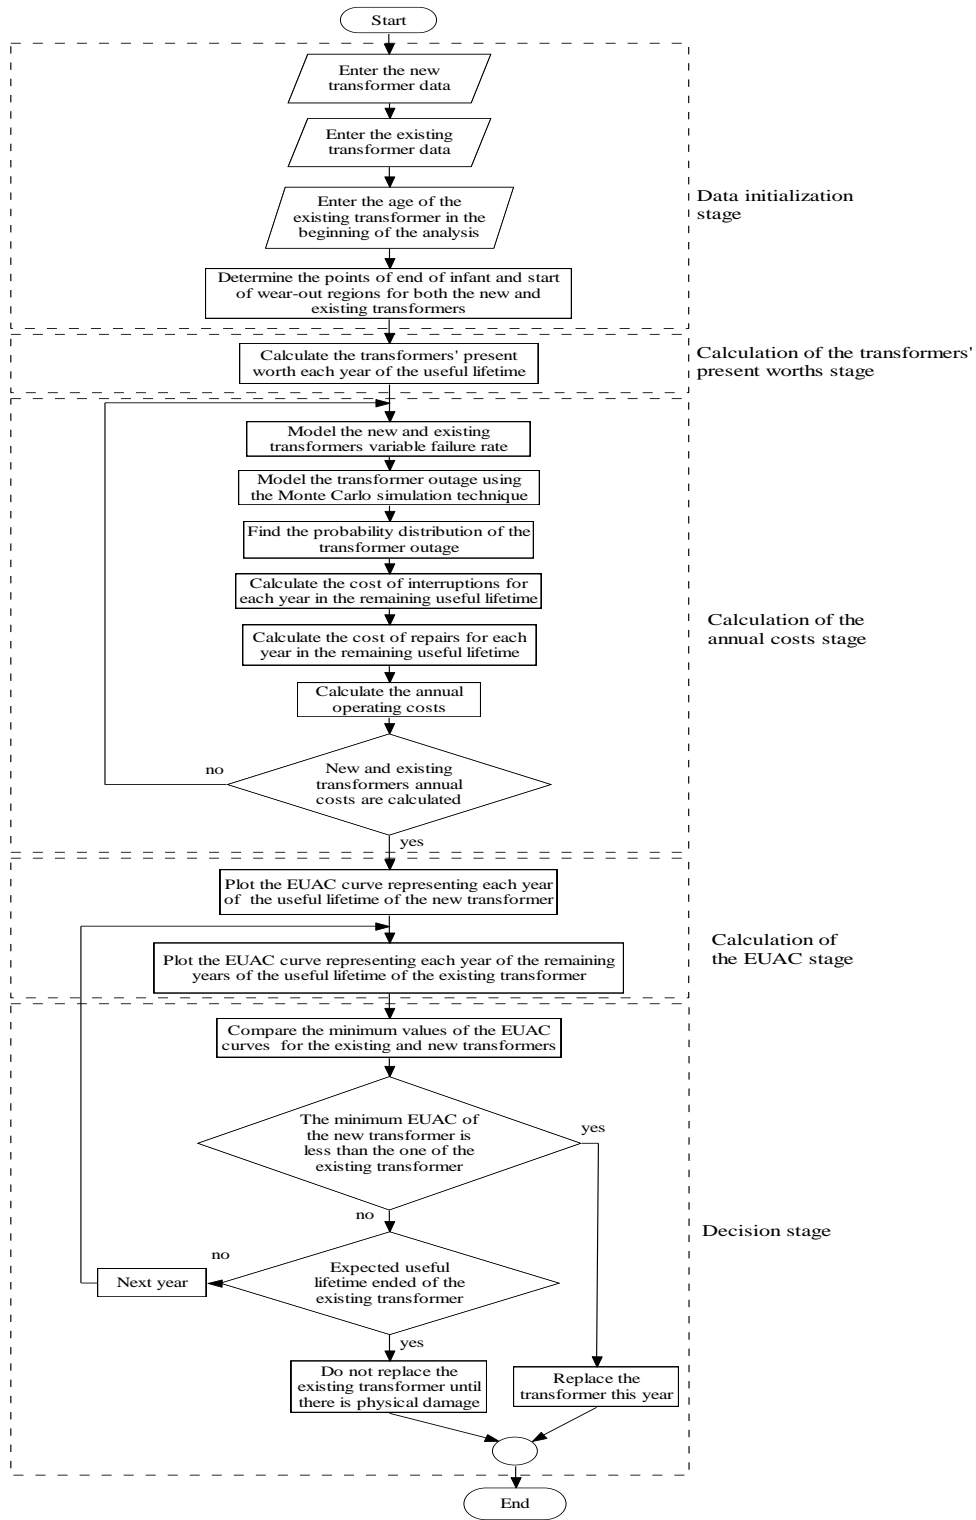 Start
Enter the new
transformer data
Enter the existing
transformer data
Enter the age of the
existing transformer in the
beginning of the analysis
Data initialization
stage
Determine the points of end of infant and start
of wear-out regions for both the new and
existing transformers
Calculate the transformers' present
worth each year of the useful lifetime
Calculation of the transformers'
present worths stage
Model the new and existing
transformers variable failure rate
Model the transformer outage using
the Monte Carlo simulation technique
Find the probability distribution of the
transformer outage
Calculate the cost of interruptions for
each year in the remaining useful lifetime
Calculate the cost of repairs for each
year in the remaining useful lifetime
Calculation of the
annual costs stage
Calculate the annual
operating costs
no
New and existing
transformers annual
costs are calculated
yes
Plot the EUAC curve representing each year
of the useful lifetime of the new transformer
Plot the EUAC curve representing each year of the remaining
years of the useful lifetime of the existing transformer
Calculation of
the EUAC stage
Compare the minimum values of the EUAC
curves for the existing and new transformers
The minimum EUAC of
the new transformer is
less than the one of the
existing transformer
yes
no
Decision stage
no
Next year
Expected useful
lifetime ended of the
existing transformer
yes
Do not replace the
existing transformer until
there is physical damage
Replace the
transformer this year
End